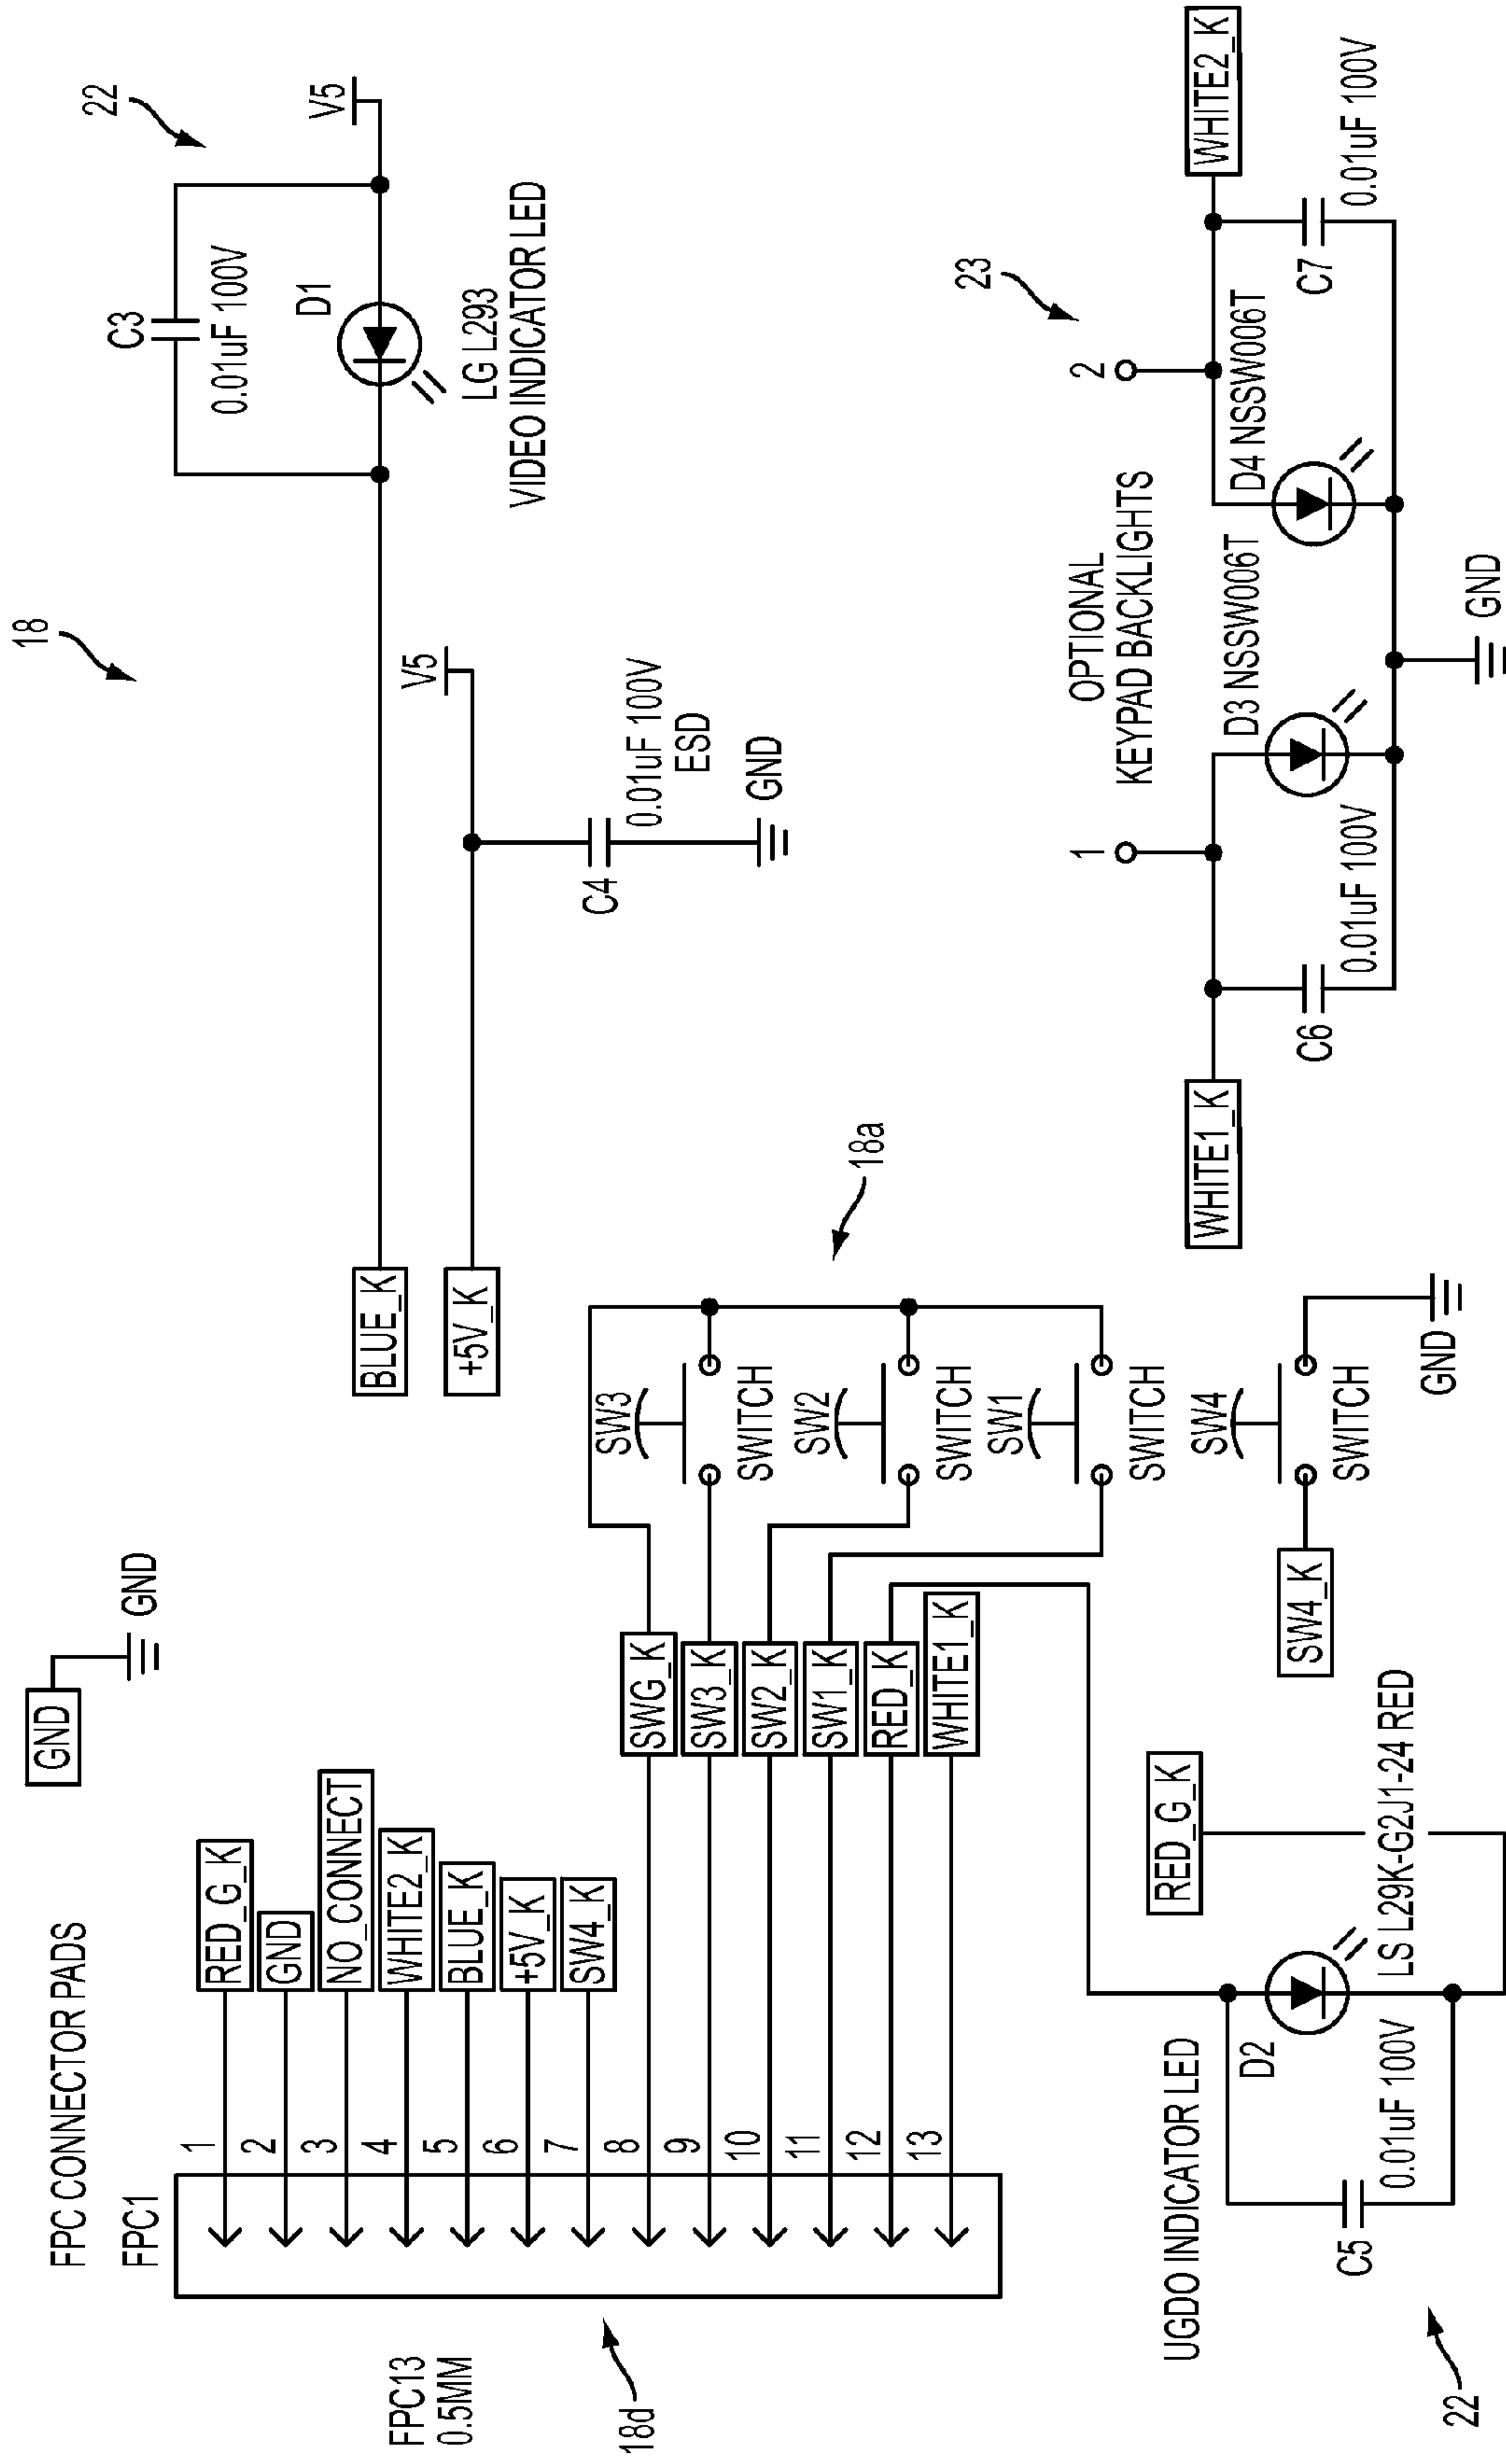 FPC CONNECTOR PADS
FPC1
FPC13
0.5MM
18d
1
2
3
4
5
6
7
8
9
10
11
12
13
RED_G_K
GND
NO_CONNECT
WHITE2_K
BLUE_K
+5V_K
SW4_K
SWG_K
SW3_K
SW2_K
SW1_K
RED_K
WHITE1_K
GND
GND
SW3
SWITCH
SW2
SWITCH
SW1
SWITCH
SW4
SWITCH
SW4_K
GND
18a
UGDO INDICATOR LED
D2
C5
0.01uF 100V
LS L29K-G2J1-24 RED
RED_G_K
22
18
BLUE_K
+5V_K
V5
C4
0.01uF 100V
ESD
GND
22
V5
C3
0.01uF 100V
D1
LG L293
VIDEO INDICATOR LED
23
OPTIONAL
KEYPAD BACKLIGHTS
1
2
WHITE1_K
WHITE2_K
D3 NSSW006T
D4 NSSW006T
C6
0.01uF 100V
C7
0.01uF 100V
GND